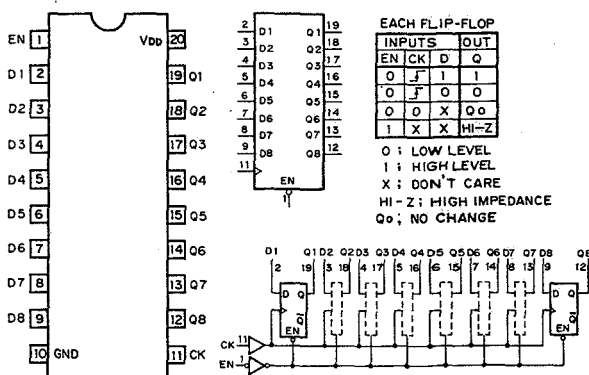 EN 1 VDD 20
D1 2 19 Q1
D2 3 18 Q2
D3 4 17 Q3
D4 5 16 Q4
D5 6 15 Q5
D6 7 14 Q6
D7 8 13 Q7
D8 9 12 Q8
10 GND 11 CK
2 D1 Q1 19
3 D2 Q2 18
4 D3 Q3 17
5 D4 Q4 16
6 D5 Q5 15
7 D6 Q6 14
8 D7 Q7 13
9 D8 Q8 12
11
EN
1
EACH FLIP-FLOP
INPUTS OUT
EN CK D Q
0 1 1
0 0 0
0 0 X Qo
1 X X HI-Z
0 ; LOW LEVEL
1 ; HIGH LEVEL
X ; DON'T CARE
HI-Z ; HIGH IMPEDANCE
Qo ; NO CHANGE
D1 Q1 D2 Q2 D3 Q3 D4 Q4 D5 Q5 D6 Q6 D7 Q7 D8 Q8
2 19 3 18 4 17 5 16 6 15 7 14 8 13 9 12
D Q D Q
Q Q
EN EN
CK 11
EN 1